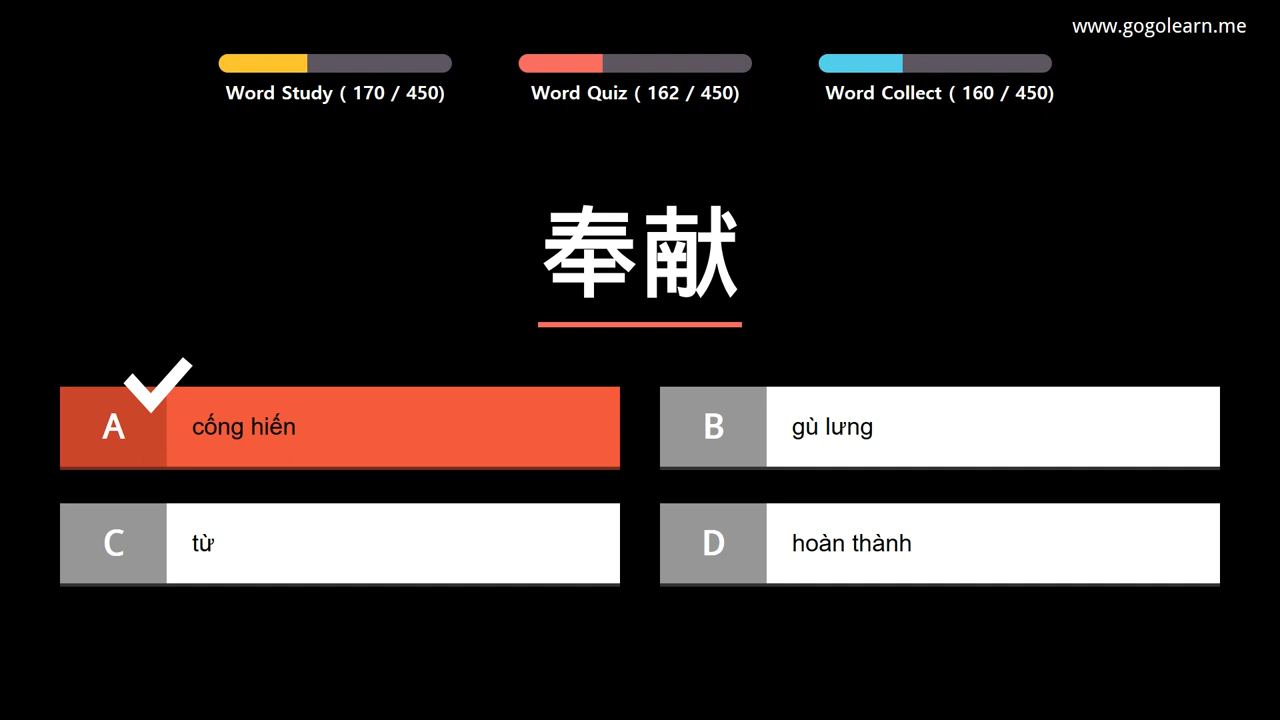 www.gogolearn.me
Word Study ( 170 / 450)
Word Quiz ( 162 / 450)
Word Collect ( 160 / 450)
奉献
A cống hiến
B gù lưng
C từ
D hoàn thành